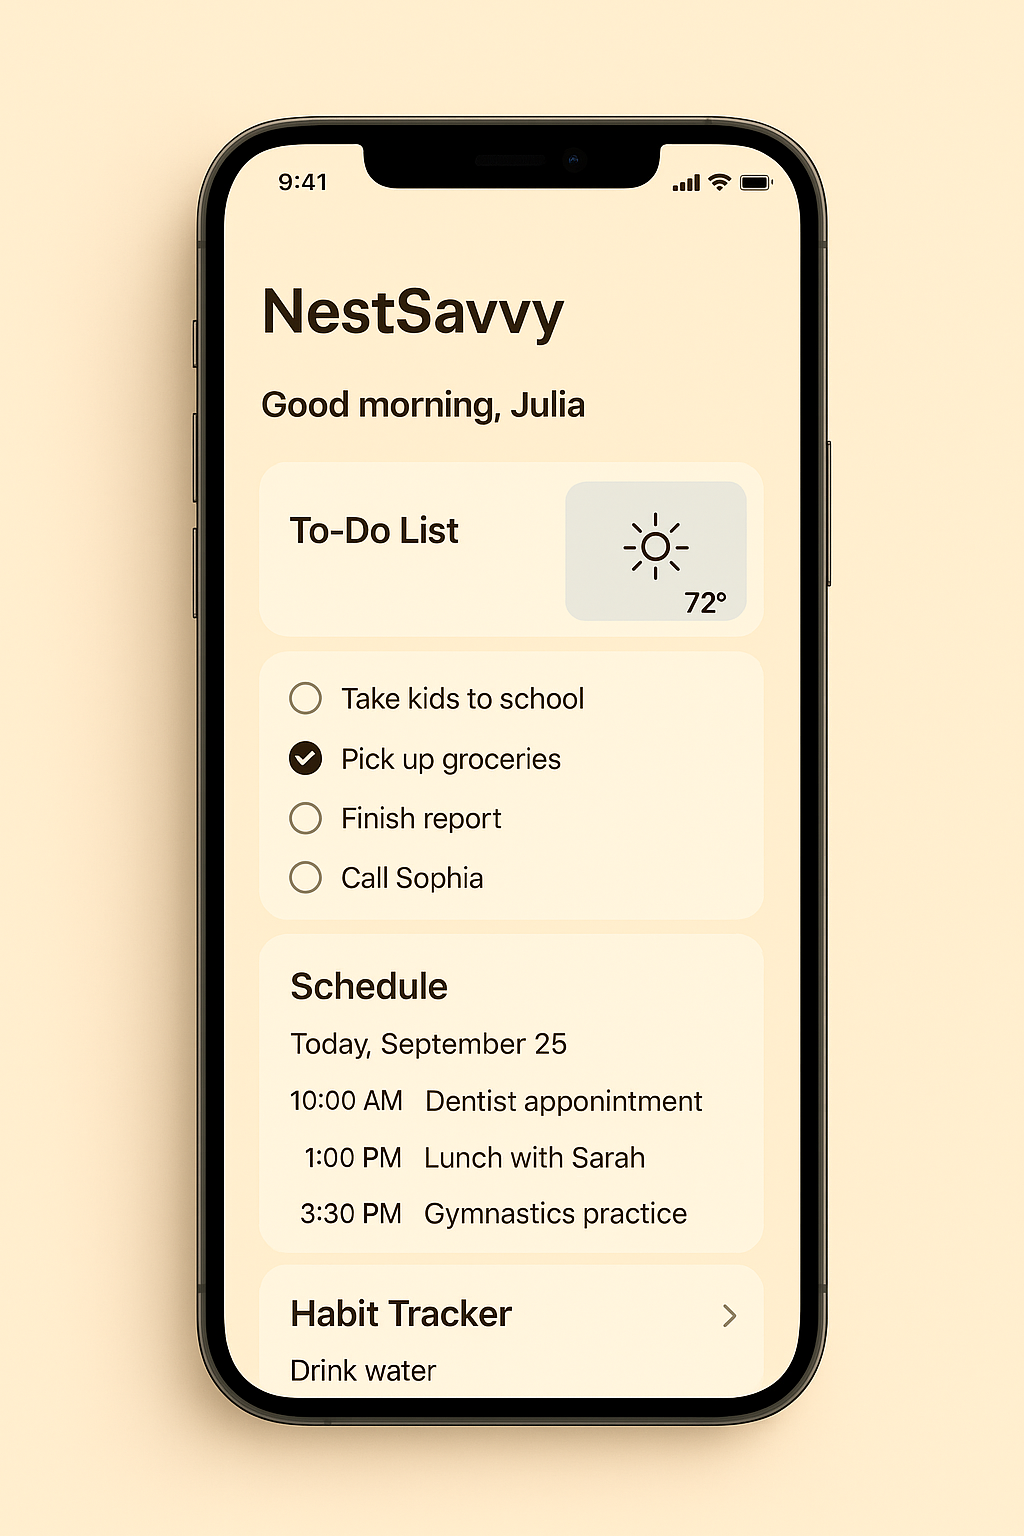 9:41
NestSavvy
Good morning, Julia
To-Do List
72°
Take kids to school
Pick up groceries
Finish report
Call Sophia
Schedule
Today, September 25
10:00 AM Dentist apponintment
1:00 PM Lunch with Sarah
3:30 PM Gymnastics practice
Habit Tracker
Drink water